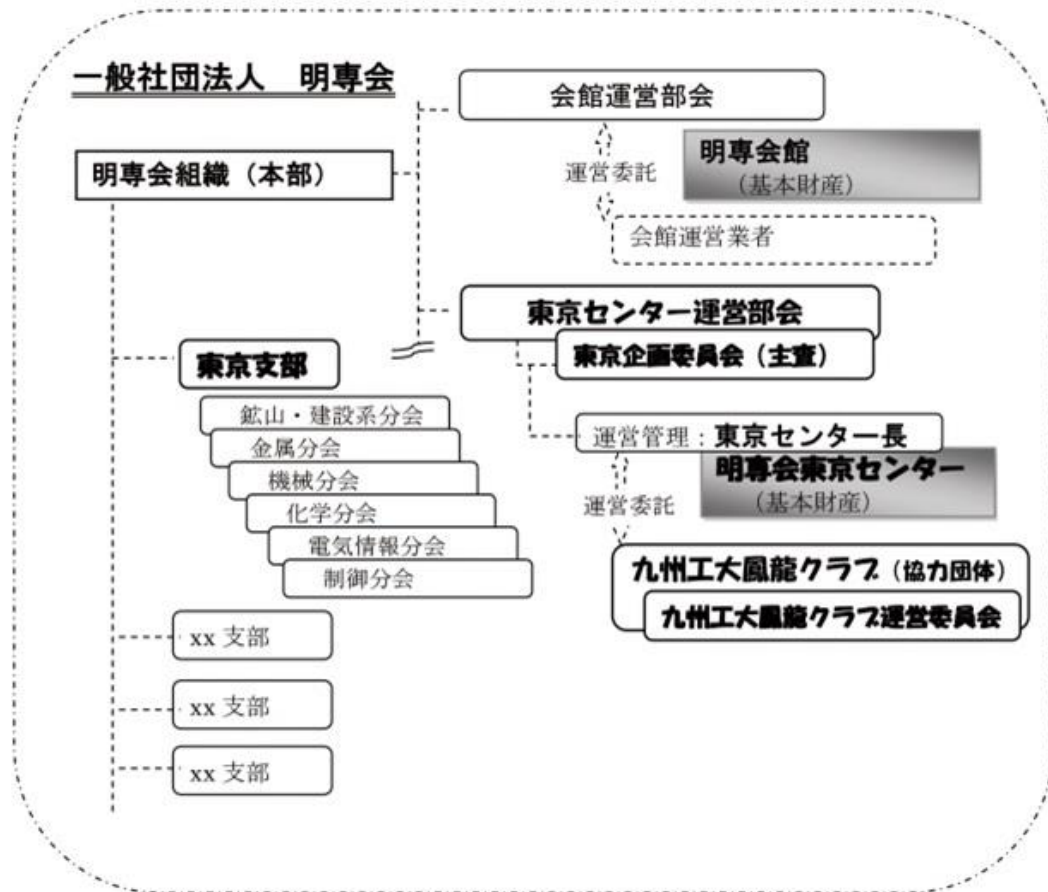 一般社団法人　明専会
会館運営部会
明専会組織（本部）
運営委託
明専会館
（基本財産）
会館運営業者
東京センター運営部会
東京企画委員会（主査）
東京支部
鉱山・建設系分会
金属分会
機械分会
化学分会
電気情報分会
制御分会
運営管理：東京センター長
明専会東京センター
（基本財産）
運営委託
九州工大鳳龍クラブ（協力団体）
九州工大鳳龍クラブ運営委員会
xx 支部
xx 支部
xx 支部